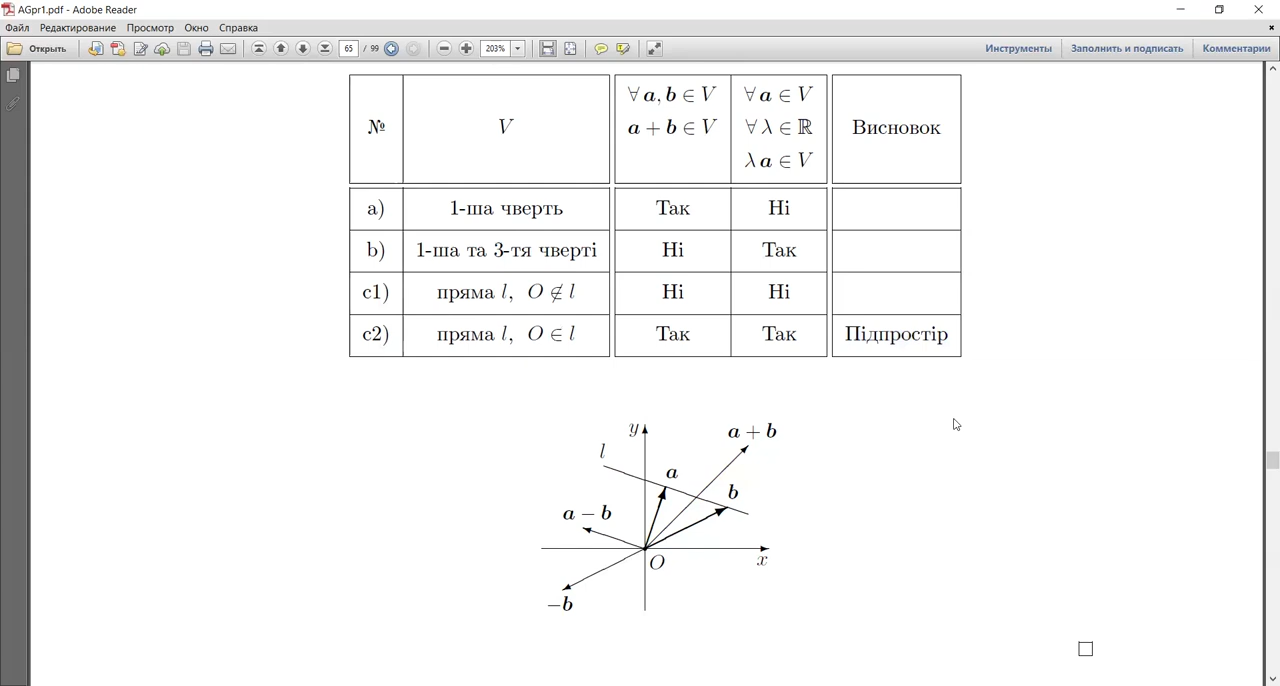 AGpr1.pdf - Adobe Reader
Файл Редактирование Просмотр Окно Справка
Открыть 65 / 99 203% Инструменты Заполнить и подписать Комментарии
№ V ∀ a, b ∈ V a + b ∈ V ∀ a ∈ V ∀ λ ∈ ℝ λ a ∈ V Висновок
a) 1-ша чверть Так Ні
b) 1-ша та 3-тя чверті Ні Так
c1) пряма l, O ∉ l Ні Ні
c2) пряма l, O ∈ l Так Так Підпростір
y a + b
l
a
b
a − b
O x
−b